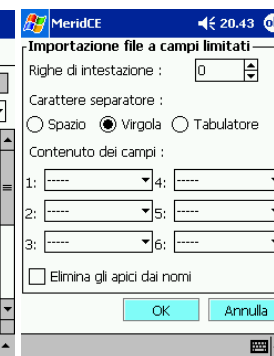 MeridCE 20.43
Importazione file a campi limitati
Righe di intestazione : 0
Carattere separatore :
Spazio Virgola Tabulatore
Contenuto dei campi :
1: ----- 4: -----
2: ----- 5: -----
3: ----- 6: -----
Elimina gli apici dai nomi
OK Annulla